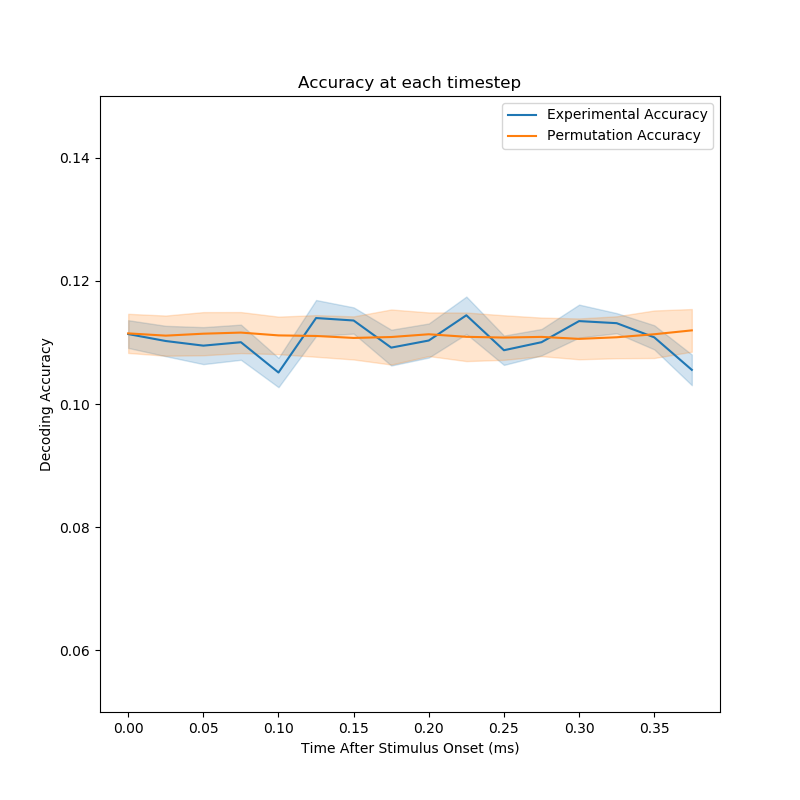 Accuracy at each timestep
Experimental Accuracy
Permutation Accuracy
0.14
0.12
0.10
0.08
0.06
Decoding Accuracy
0.00 0.05 0.10 0.15 0.20 0.25 0.30 0.35
Time After Stimulus Onset (ms)